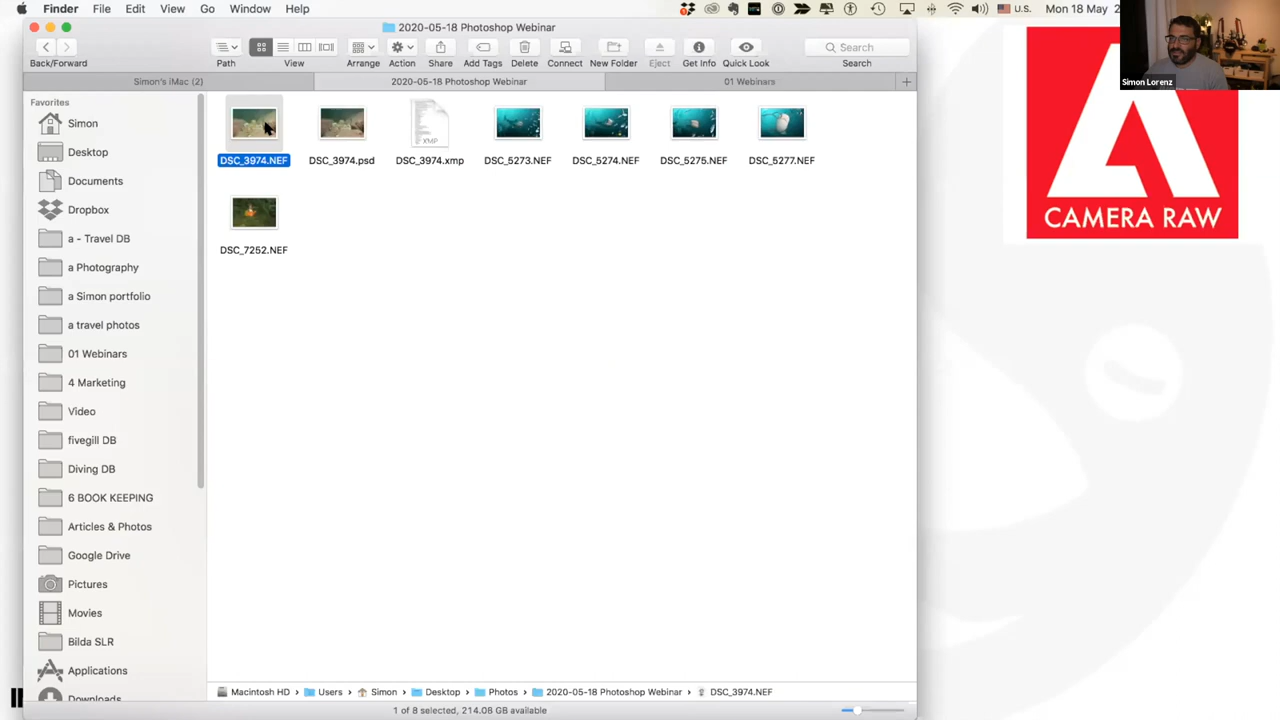 Finder File Edit View Go Window Help U.S. Mon 18 May 2
2020-05-18 Photoshop Webinar
Search
Back/Forward Path View Arrange Action Share Add Tags Delete Connect New Folder Eject Get Info Quick Look Search
Simon's iMac (2) 2020-05-18 Photoshop Webinar 01 Webinars +
Simon Lorenz
CAMERA RAW
Favorites
Simon
Desktop
Documents
Dropbox
a - Travel DB
a Photography
a Simon portfolio
a travel photos
01 Webinars
4 Marketing
Video
fivegill DB
Diving DB
6 BOOK KEEPING
Articles & Photos
Google Drive
Pictures
Movies
Bilda SLR
Applications
Downloads
XMP
DSC_3974.NEF DSC_3974.psd DSC_3974.xmp DSC_5273.NEF DSC_5274.NEF DSC_5275.NEF DSC_5277.NEF
DSC_7252.NEF
Macintosh HD › Users › Simon › Desktop › Photos › 2020-05-18 Photoshop Webinar › DSC_3974.NEF
1 of 8 selected, 214.08 GB available